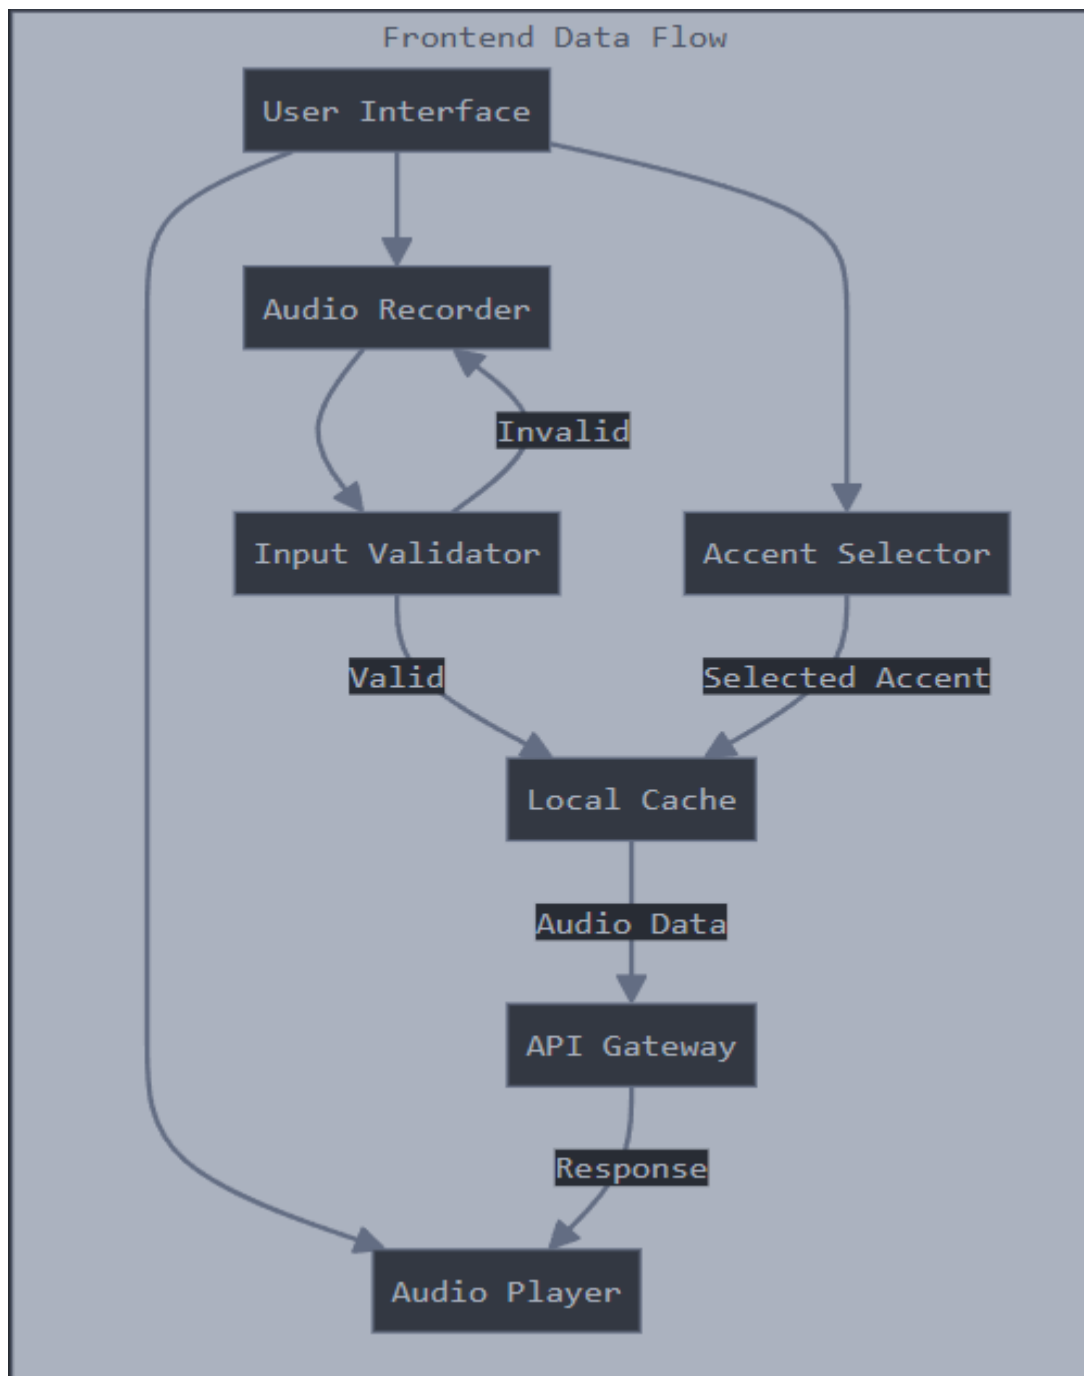 Frontend Data Flow
User Interface
Audio Recorder
Invalid
Input Validator
Accent Selector
Valid
Selected Accent
Local Cache
Audio Data
API Gateway
Response
Audio Player